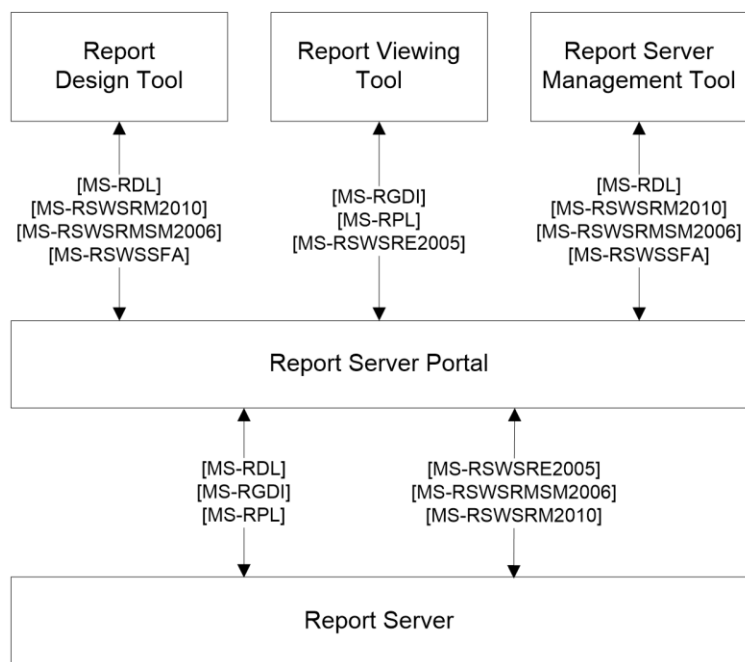 Report
Design Tool
Report Viewing
Tool
Report Server
Management Tool
[MS-RDL]
[MS-RSWSRM2010]
[MS-RSWSRMSM2006]
[MS-RSWSSFA]
[MS-RGDI]
[MS-RPL]
[MS-RSWSRE2005]
[MS-RDL]
[MS-RSWSRM2010]
[MS-RSWSRMSM2006]
[MS-RSWSSFA]
Report Server Portal
[MS-RDL]
[MS-RGDI]
[MS-RPL]
[MS-RSWSRE2005]
[MS-RSWSRMSM2006]
[MS-RSWSRM2010]
Report Server